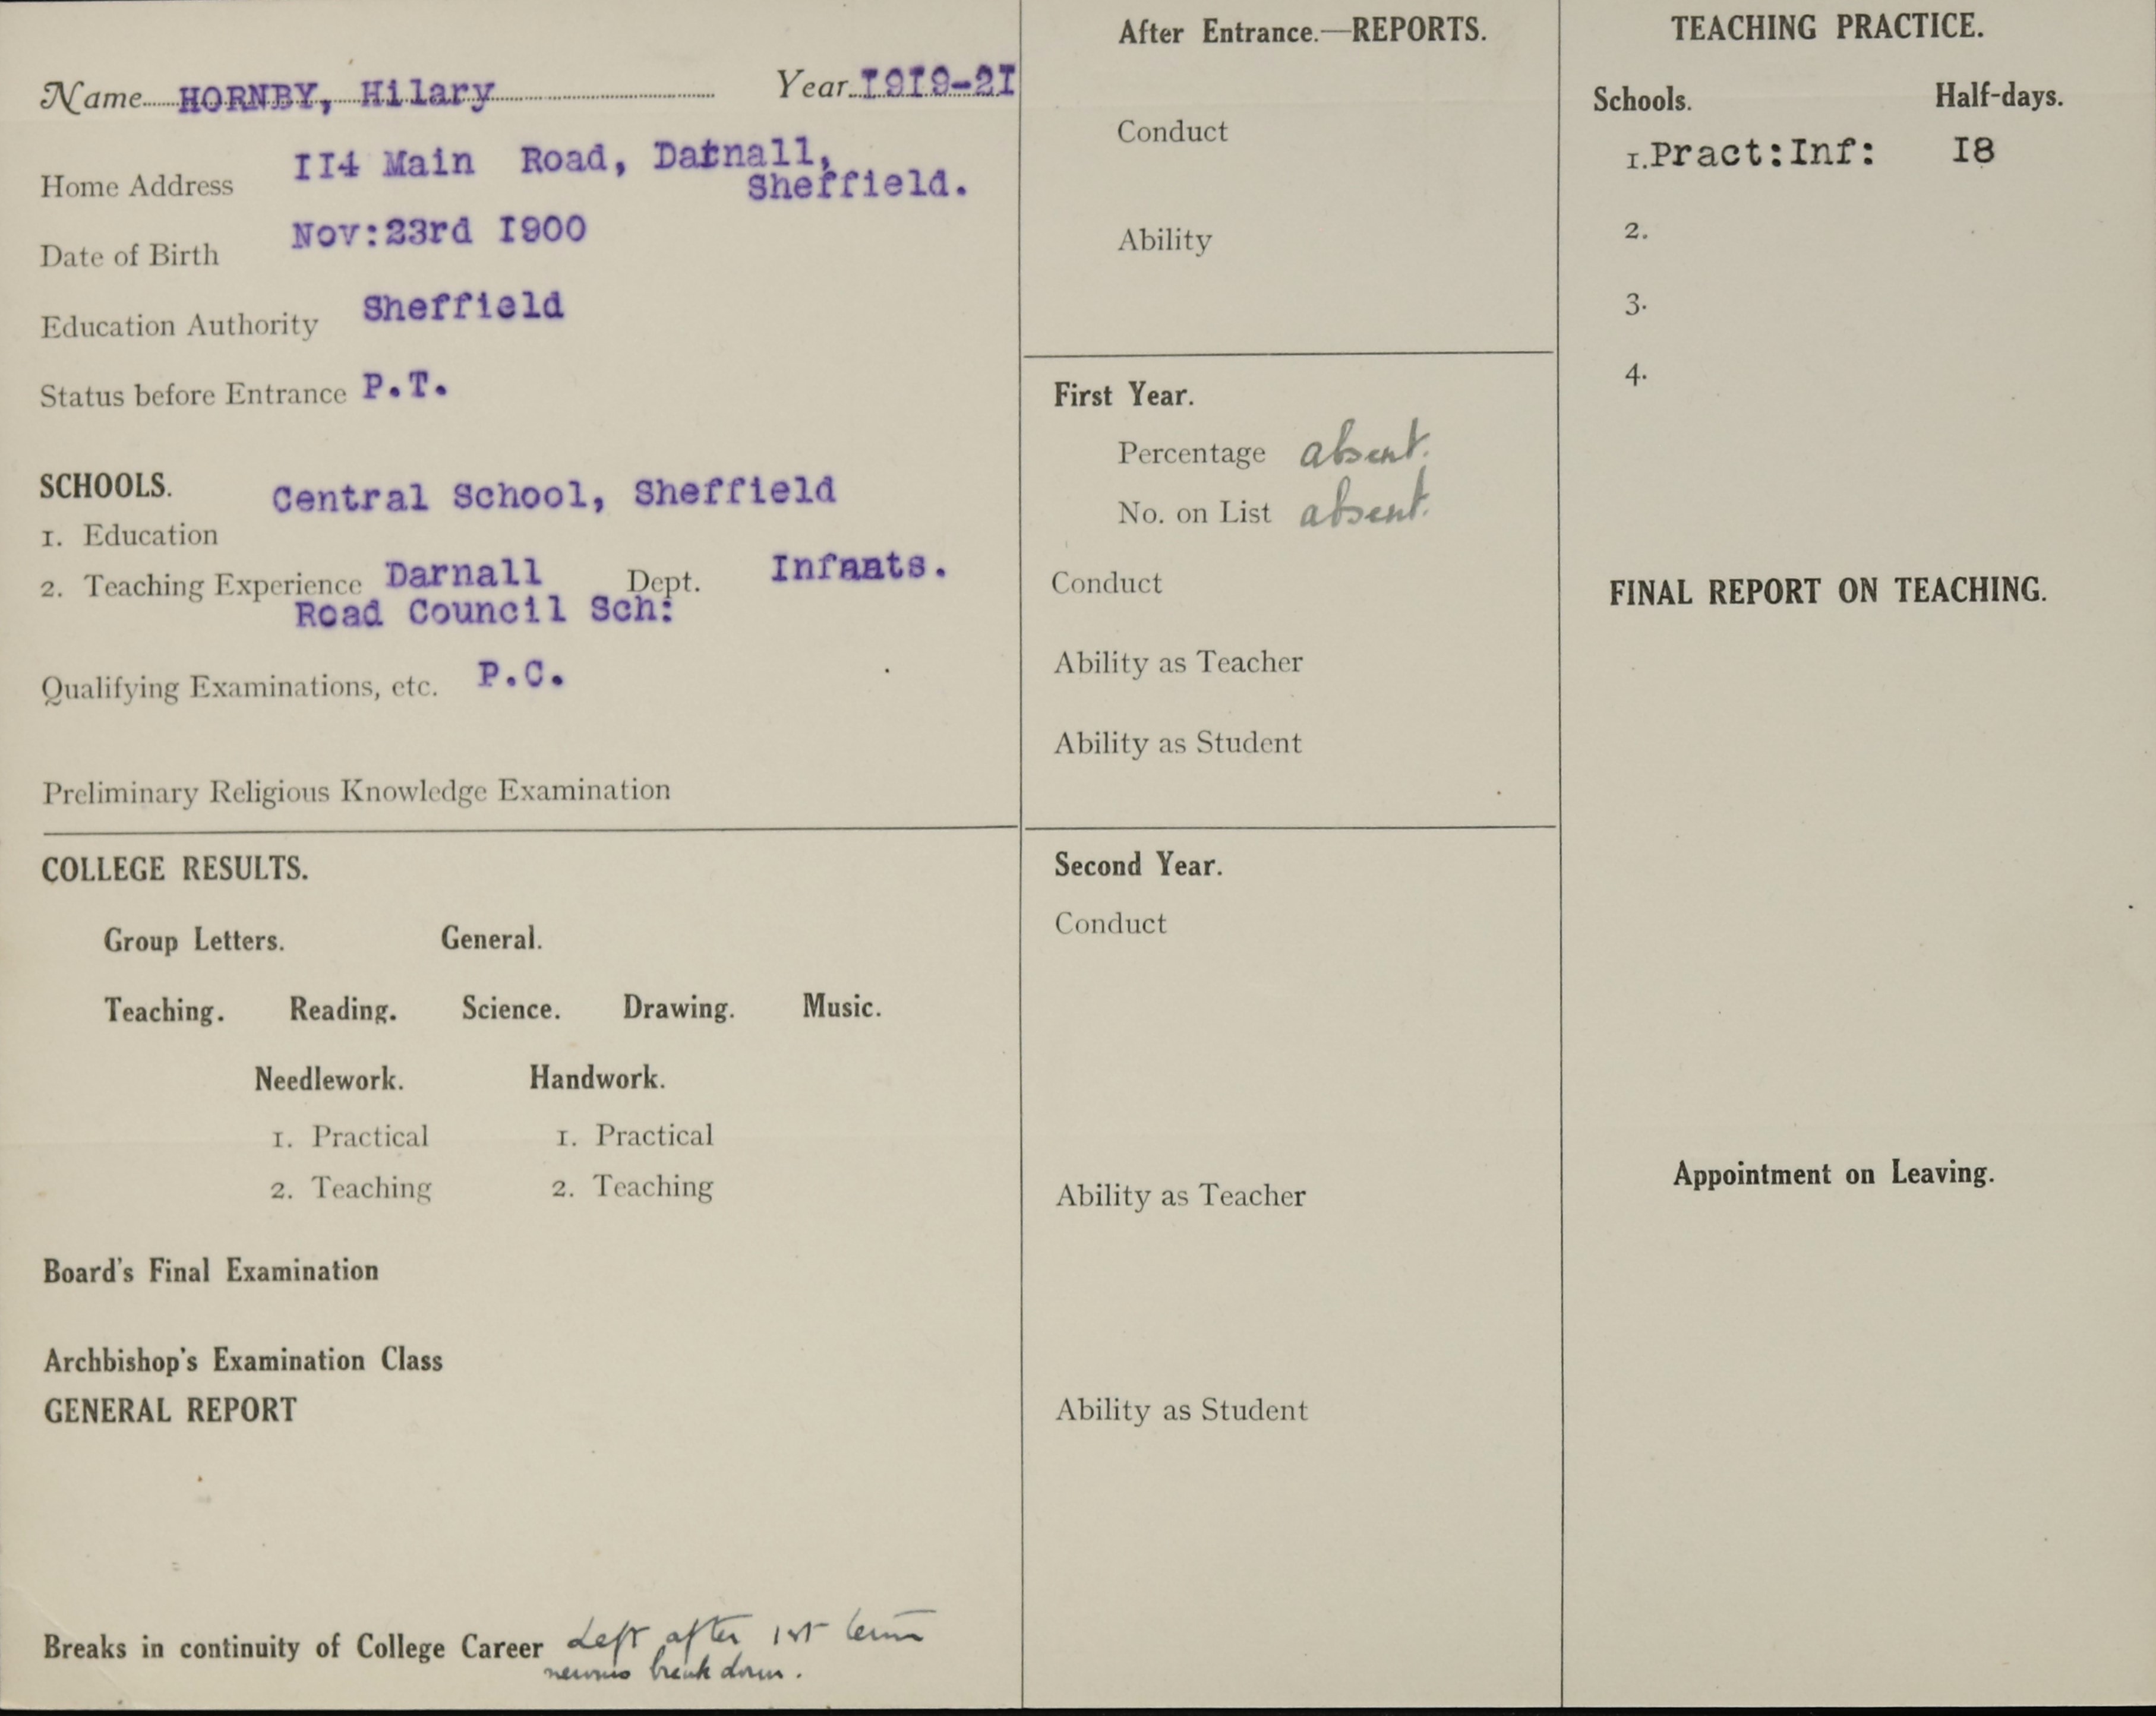 Name HORNBY, Hilary Year I9I9-2I
Home Address II4 Main Road, Darnall,
Sheffield.
Date of Birth Nov:23rd I900
Education Authority Sheffield
Status before Entrance P.T.
SCHOOLS.
1. Education Central School, Sheffield
2. Teaching Experience Darnall Dept. Infants.
Road Council Sch:
Qualifying Examinations, etc. P.C.
Preliminary Religious Knowledge Examination
COLLEGE RESULTS.
Group Letters. General.
Teaching. Reading. Science. Drawing. Music.
Needlework. Handwork.
1. Practical 1. Practical
2. Teaching 2. Teaching
Board's Final Examination
Archbishop's Examination Class
GENERAL REPORT
Breaks in continuity of College Career Left after 1st term
nervous break down.
After Entrance.—REPORTS.
Conduct
Ability
First Year.
Percentage absent.
No. on List absent.
Conduct
Ability as Teacher
Ability as Student
Second Year.
Conduct
Ability as Teacher
Ability as Student
TEACHING PRACTICE.
Schools. Half-days.
1.Pract:Inf: I8
2.
3.
4.
FINAL REPORT ON TEACHING.
Appointment on Leaving.